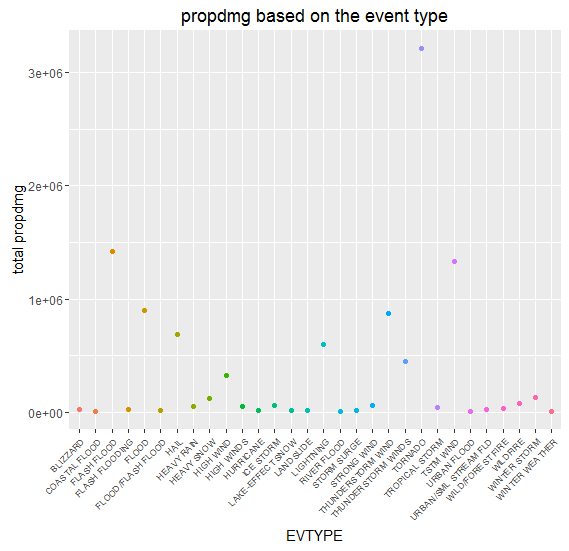 propdmg based on the event type
total propdmg
3e+06
2e+06
1e+06
0e+00
BLIZZARD
COASTAL FLOOD
FLASH FLOOD
FLASH FLOODING
FLOOD
FLOOD/FLASH FLOOD
HAIL
HEAVY RAIN
HEAVY SNOW
HIGH WIND
HIGH WINDS
HURRICANE
ICE STORM
LAKE-EFFECT SNOW
LANDSLIDE
LIGHTNING
RIVER FLOOD
STORM SURGE
STRONG WIND
THUNDERSTORM WIND
THUNDERSTORM WINDS
TORNADO
TROPICAL STORM
TSTM WIND
URBAN FLOOD
URBAN/SML STREAM FLD
WILD/FOREST FIRE
WILDFIRE
WINTER STORM
WINTER WEATHER
EVTYPE